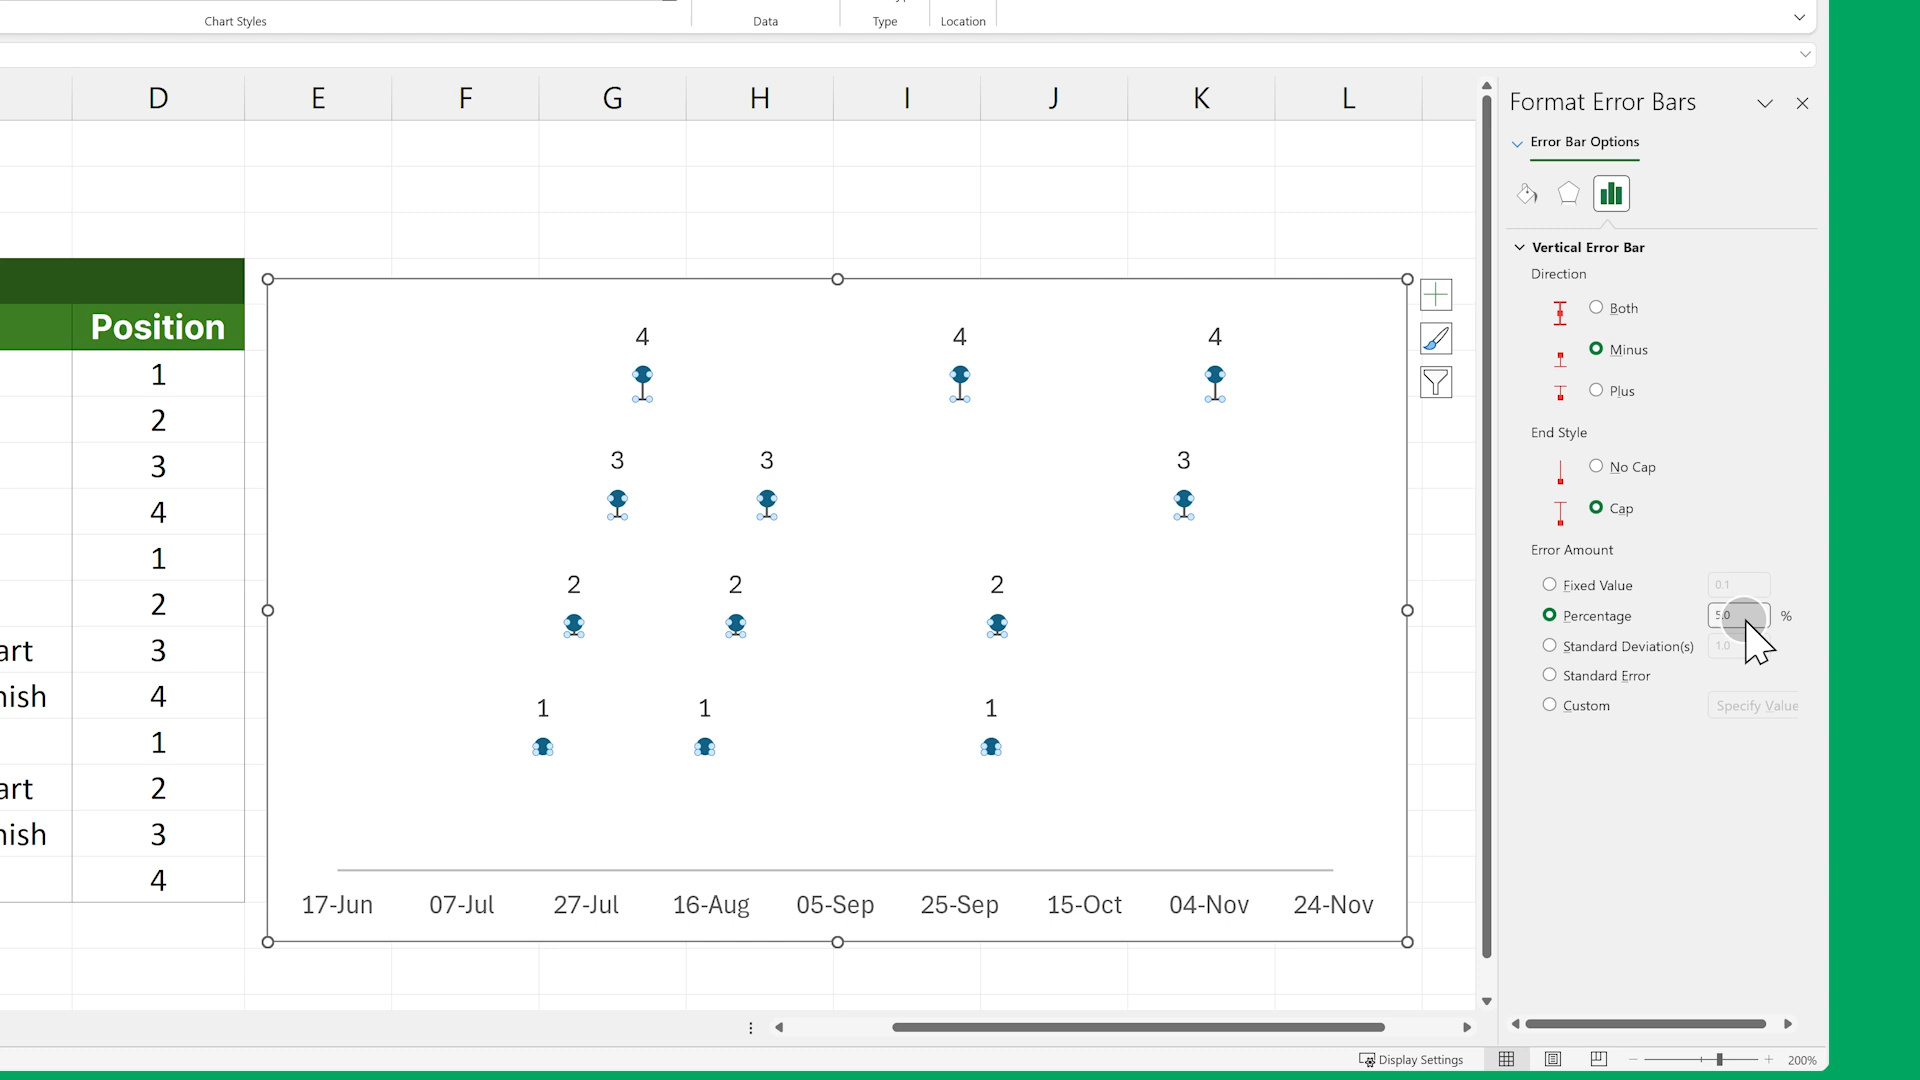 Chart Styles
Data
Type
Location
D
E
F
G
H
I
J
K
L
Position
1
2
3
4
1
2
art 3
nish 4
1
art 2
nish 3
4
4 4 4
3 3 3
2 2 2
1 1 1
17-Jun 07-Jul 27-Jul 16-Aug 05-Sep 25-Sep 15-Oct 04-Nov 24-Nov
Format Error Bars
Error Bar Options
Vertical Error Bar
Direction
Both
Minus
Plus
End Style
No Cap
Cap
Error Amount
Fixed Value 0.1
Percentage 5.0 %
Standard Deviation(s) 1.0
Standard Error
Custom Specify Value
Display Settings
200%